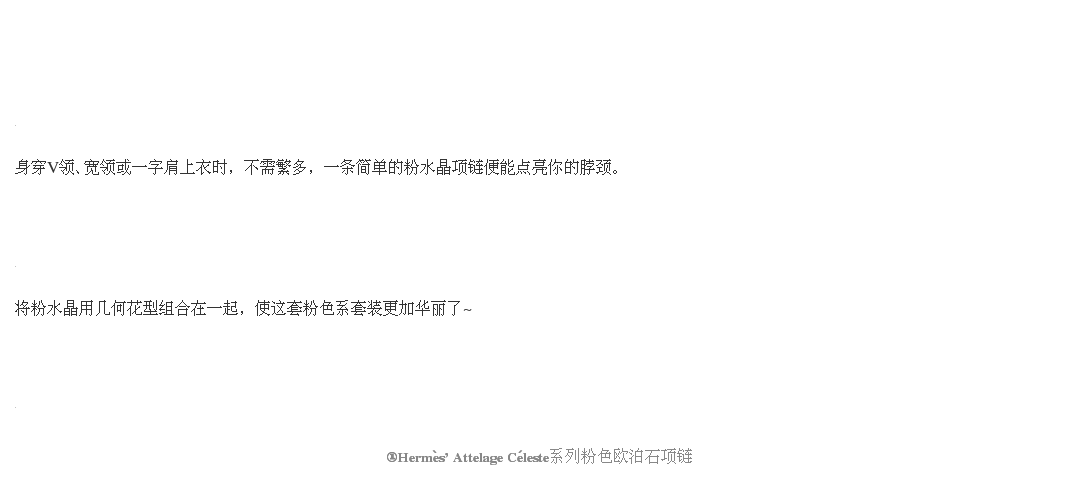 身穿V领、宽领或一字肩上衣时，不需繁多，一条简单的粉水晶项链便能点亮你的脖颈。
将粉水晶用几何花型组合在一起，使这套粉色系套装更加华丽了~
③Hermès' Attelage Céleste系列粉色欧泊石项链